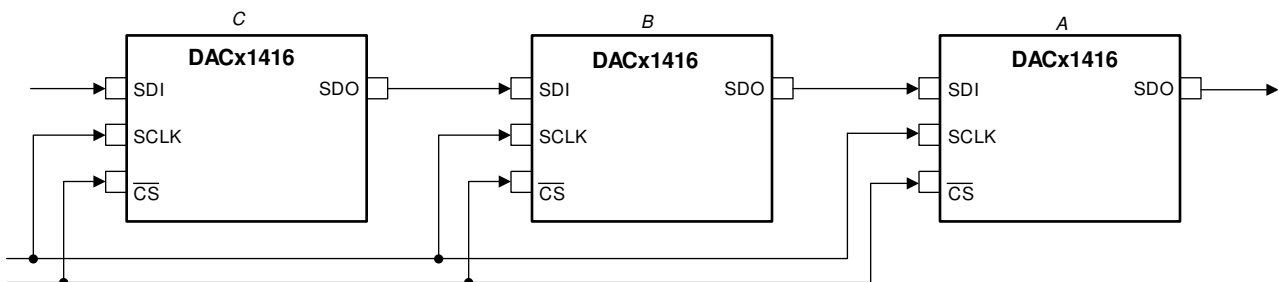 C
DACx1416
SDI
SDO
SCLK
CS
B
DACx1416
SDI
SDO
SCLK
CS
A
DACx1416
SDI
SDO
SCLK
CS